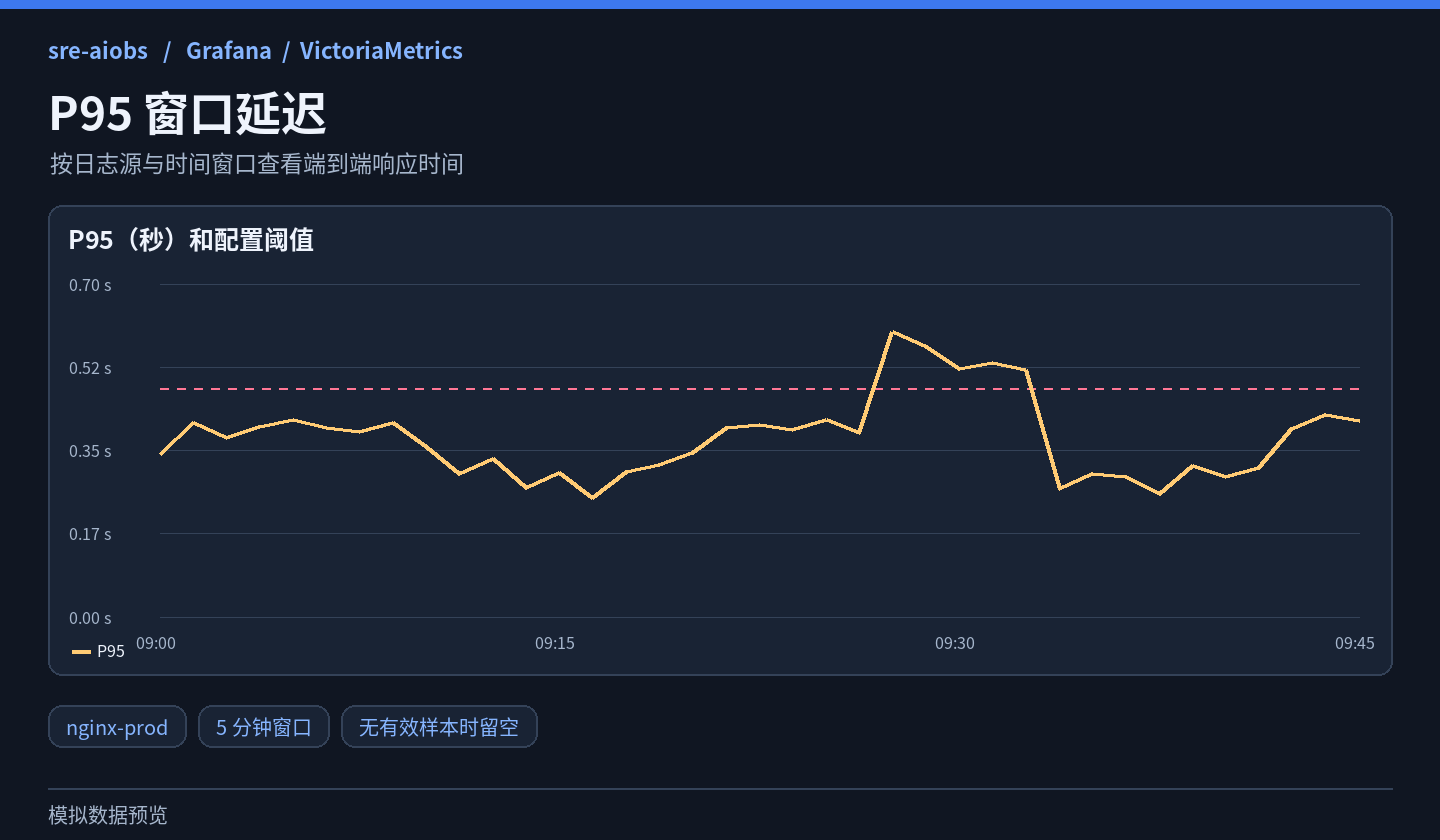 sre-aiobs / Grafana / VictoriaMetrics
P95 窗口延迟
按日志源与时间窗口查看端到端响应时间
P95（秒）和配置阈值
0.70 s
0.52 s
0.35 s
0.17 s
0.00 s
09:00 09:15 09:30 09:45
P95
nginx-prod 5 分钟窗口 无有效样本时留空
模拟数据预览